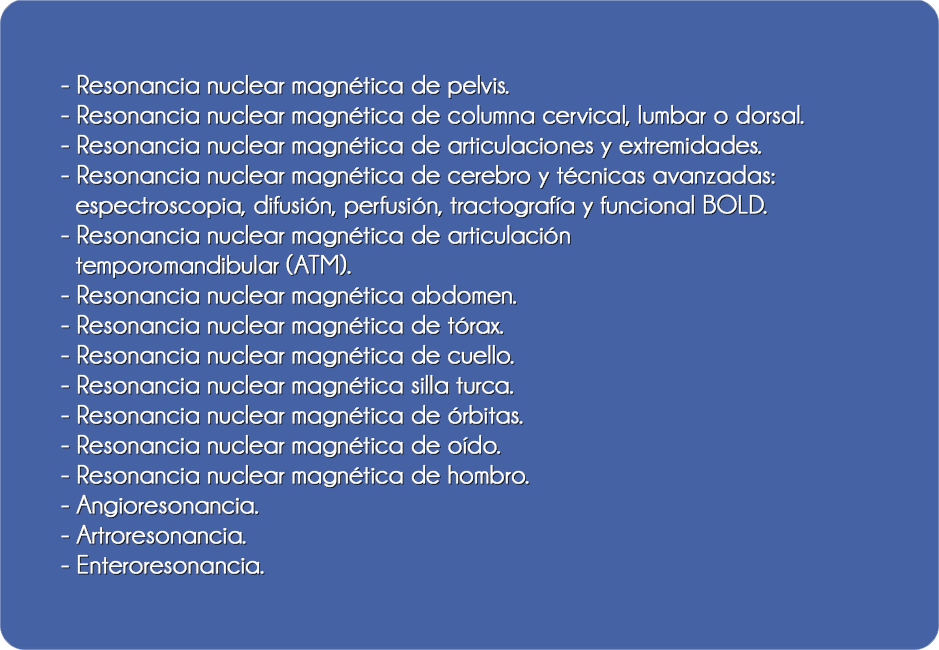 - Resonancia nuclear magnética de pelvis.
- Resonancia nuclear magnética de columna cervical, lumbar o dorsal.
- Resonancia nuclear magnética de articulaciones y extremidades.
- Resonancia nuclear magnética de cerebro y técnicas avanzadas:
espectroscopia, difusión, perfusión, tractografía y funcional BOLD.
- Resonancia nuclear magnética de articulación
temporomandibular (ATM).
- Resonancia nuclear magnética abdomen.
- Resonancia nuclear magnética de tórax.
- Resonancia nuclear magnética de cuello.
- Resonancia nuclear magnética silla turca.
- Resonancia nuclear magnética de órbitas.
- Resonancia nuclear magnética de oído.
- Resonancia nuclear magnética de hombro.
- Angioresonancia.
- Artroresonancia.
- Enteroresonancia.